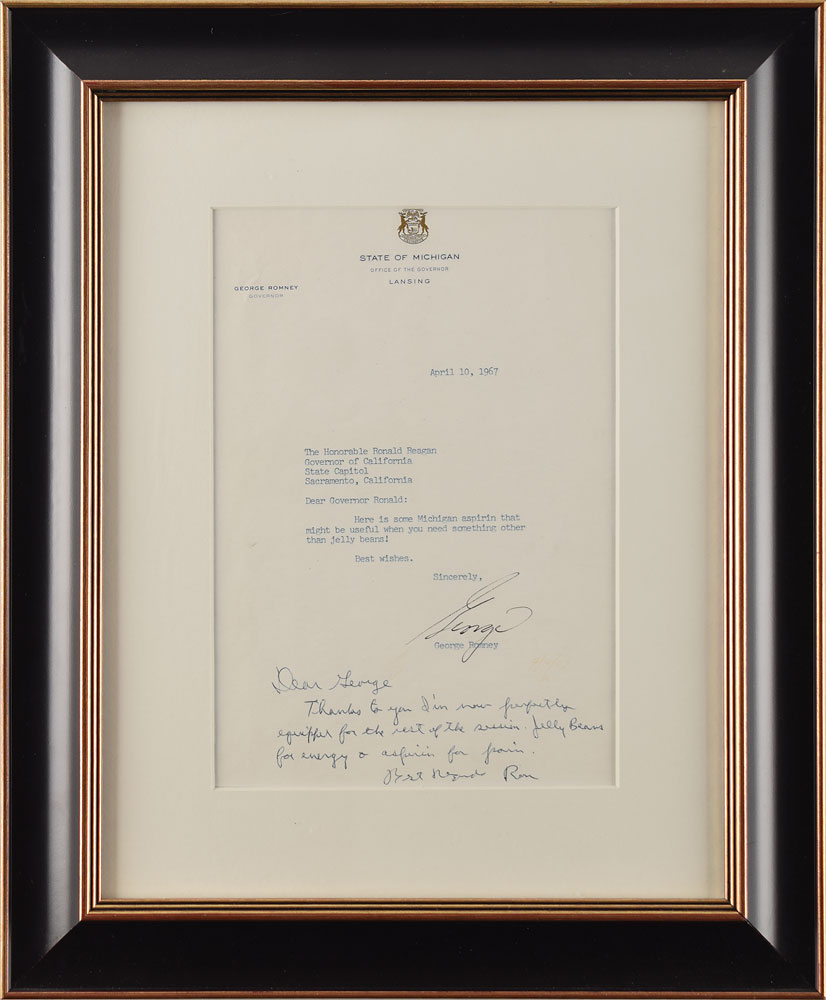 STATE OF MICHIGAN
OFFICE OF THE GOVERNOR
LANSING
GEORGE ROMNEY
GOVERNOR
April 10, 1967
The Honorable Ronald Reagan
Governor of California
State Capitol
Sacramento, California
Dear Governor Ronald:
Here is some Michigan aspirin that
might be useful when you need something other
than jelly beans!
Best wishes.
Sincerely,
George
George Romney
Dear George
Thanks to you I'm now perfectly
equipped for the rest of the session. Jelly Beans
for energy & aspirin for pain.
Best Regards Ron